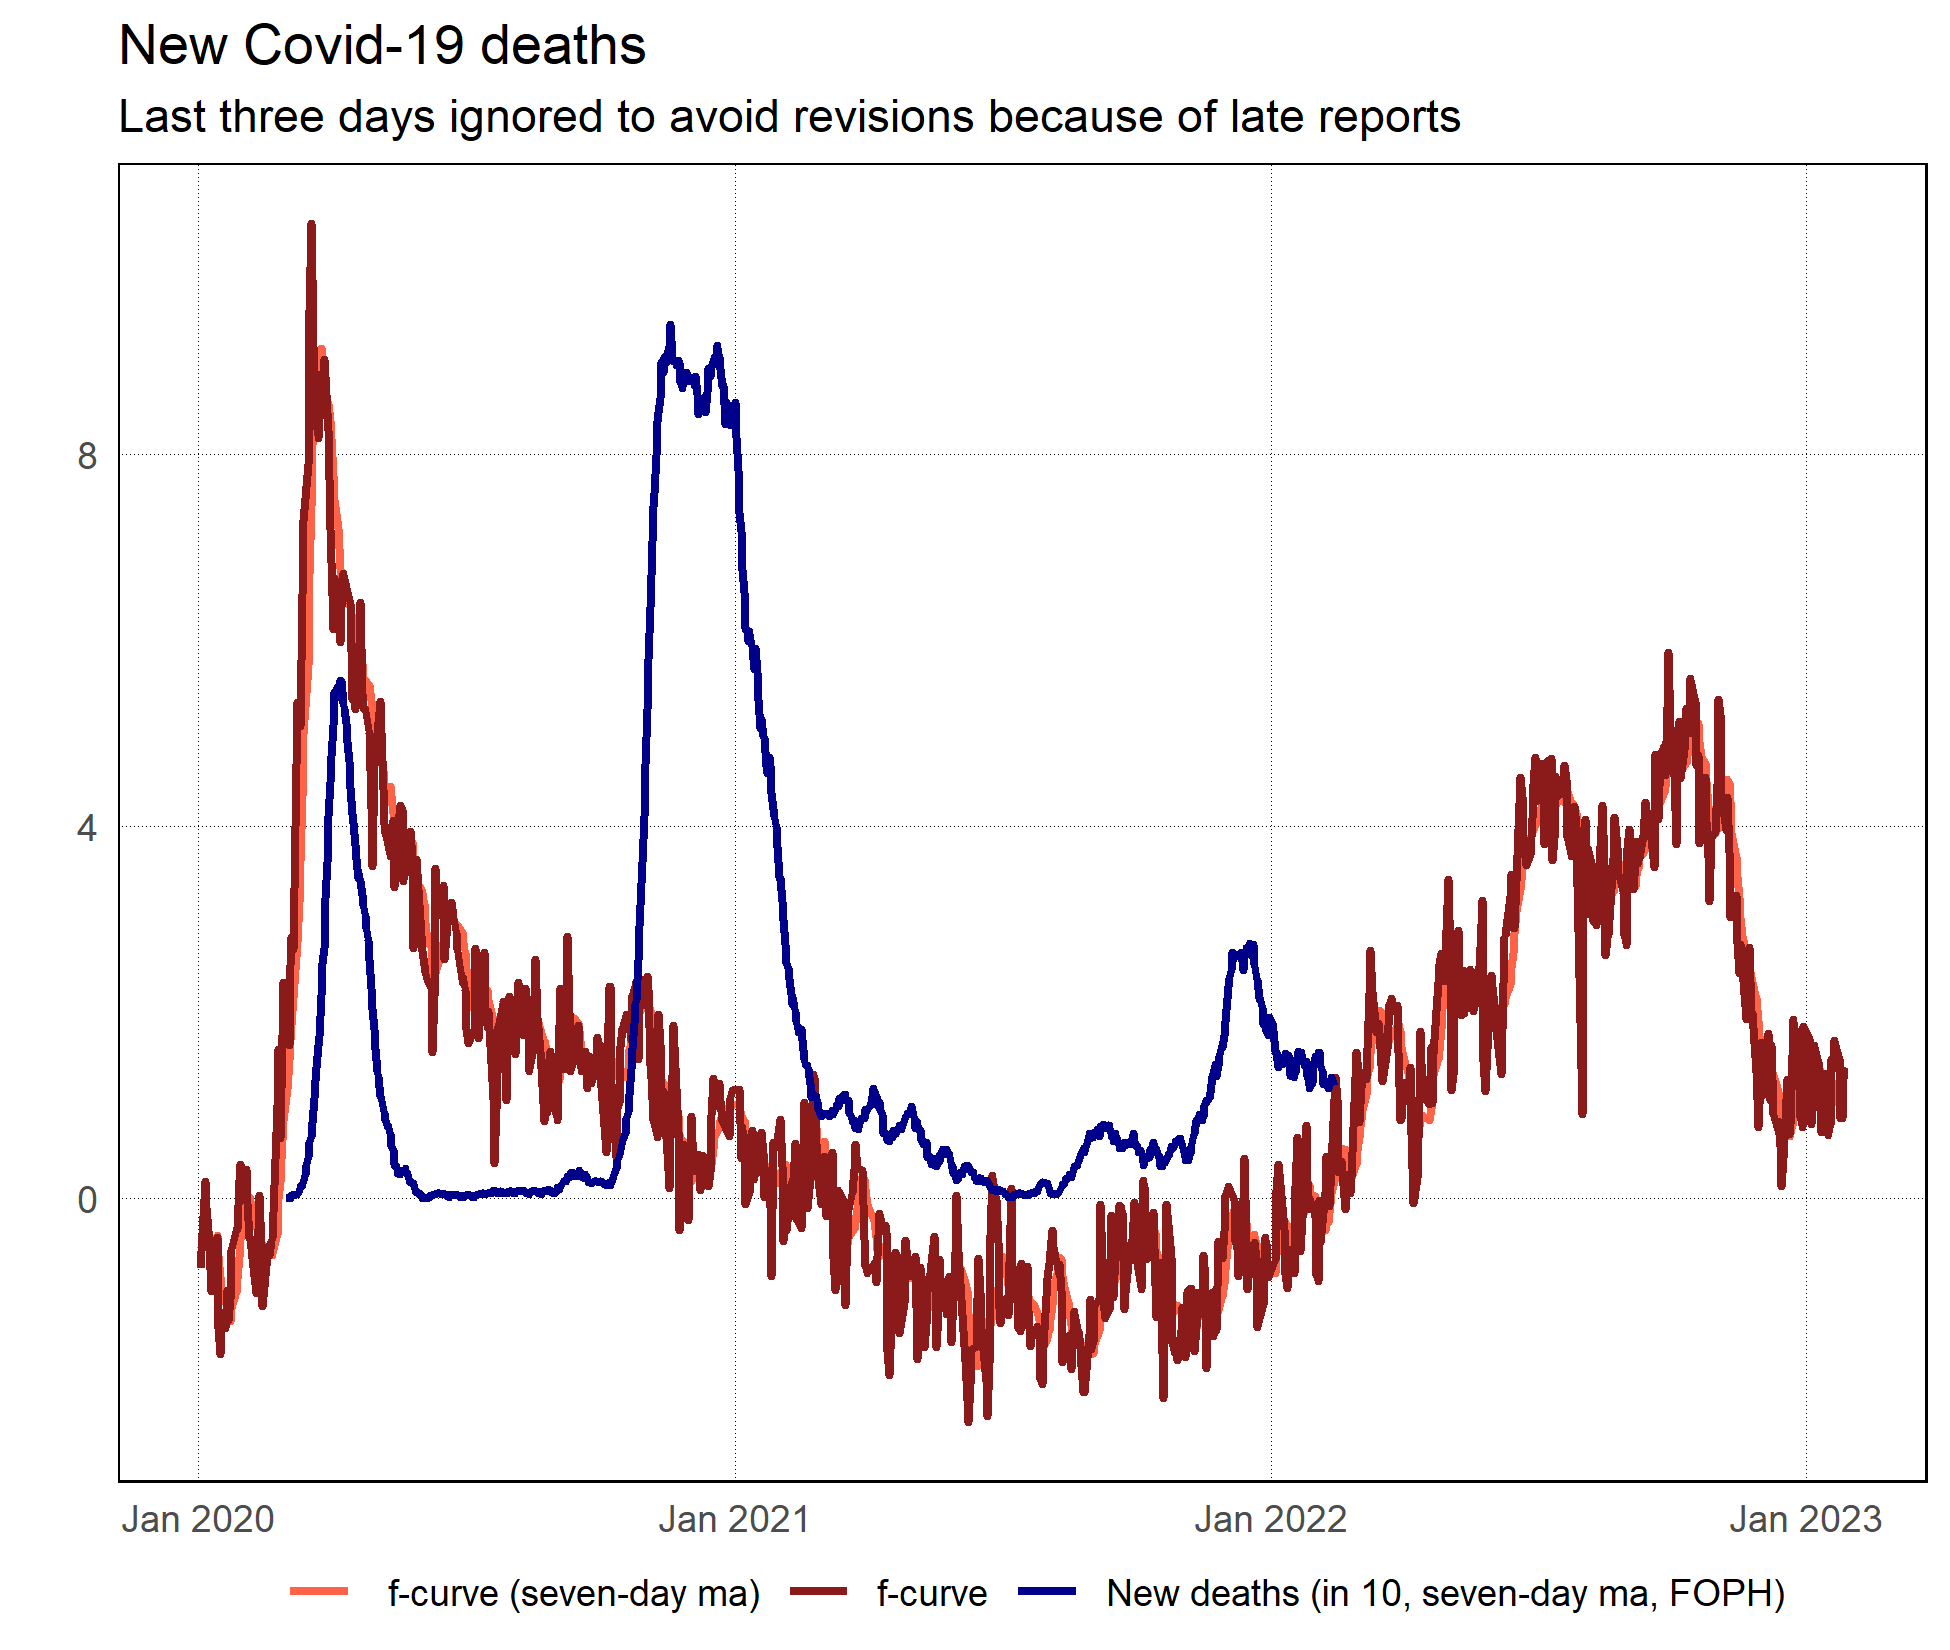 New Covid-19 deaths
Last three days ignored to avoid revisions because of late reports
8
4
0
Jan 2020 Jan 2021 Jan 2022 Jan 2023
f-curve (seven-day ma) f-curve New deaths (in 10, seven-day ma, FOPH)